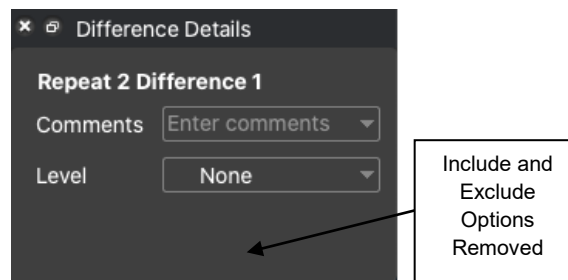 Difference Details
Repeat 2 Difference 1
Comments Enter comments
Level None
Include and
Exclude
Options
Removed